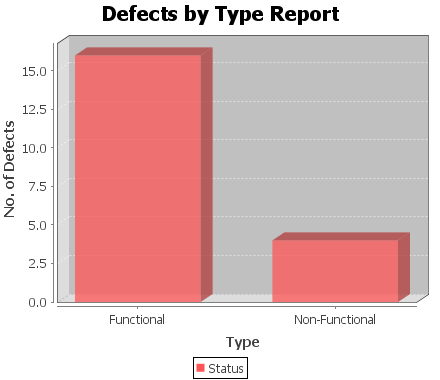 Defects by Type Report
No. of Defects
15.0
12.5
10.0
7.5
5.0
2.5
0.0
Functional
Non-Functional
Type
Status